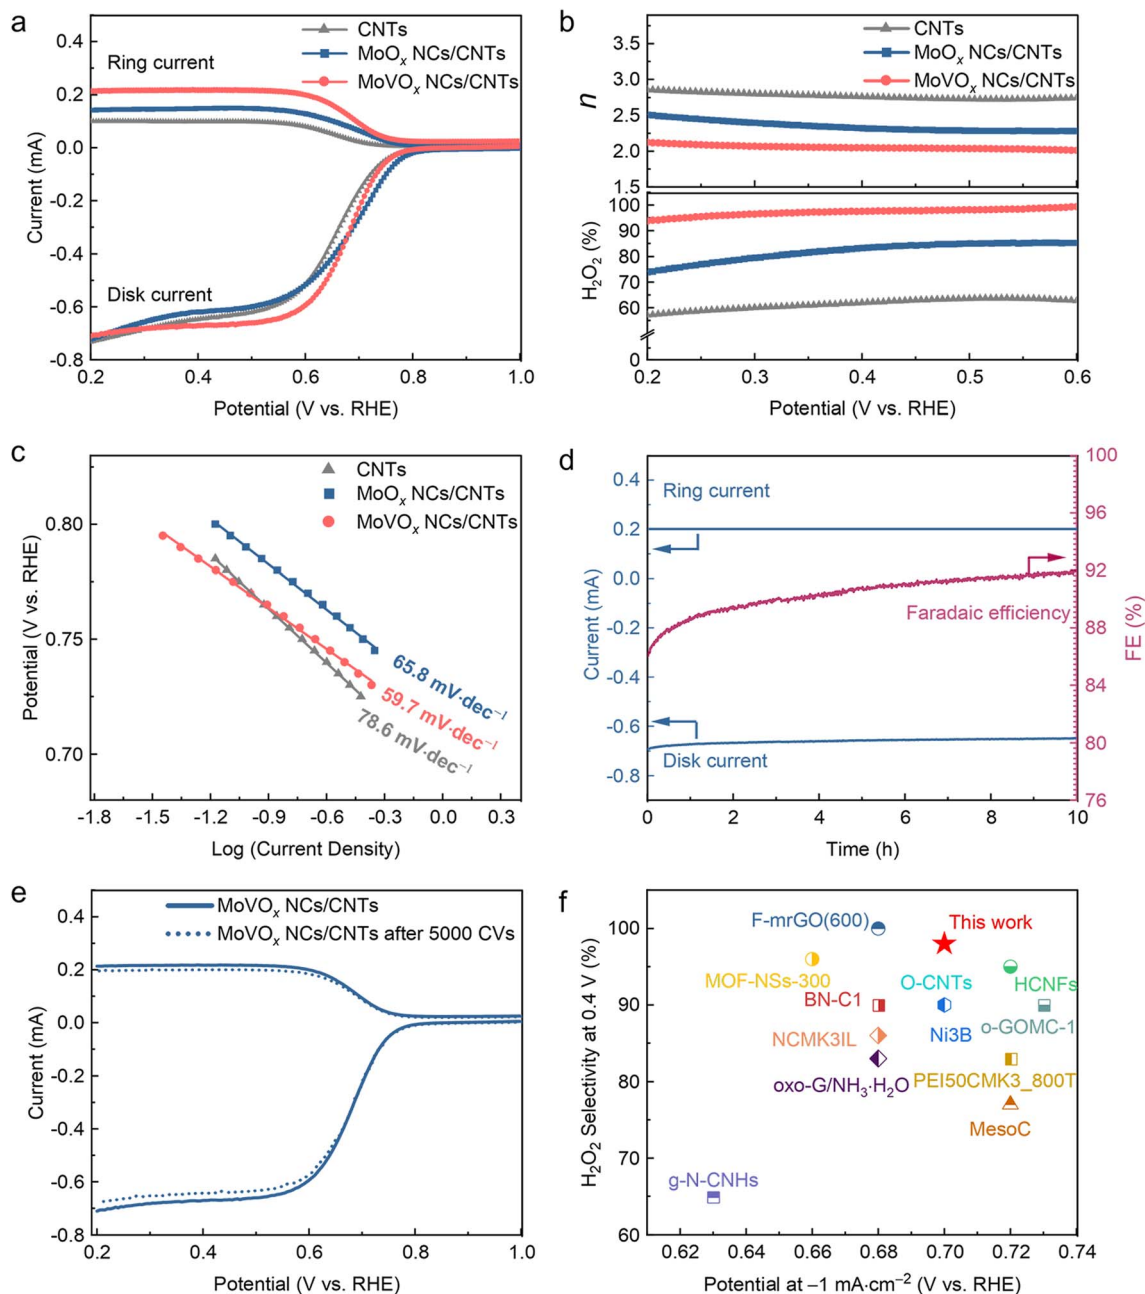 a
0.4
0.2
0.0
-0.2
-0.4
-0.6
-0.8
Current (mA)
CNTs
MoOₓ NCs/CNTs
MoVOₓ NCs/CNTs
Ring current
Disk current
0.2 0.4 0.6 0.8 1.0
Potential (V vs. RHE)
b
3.5
3.0
2.5
2.0
1.5
n
CNTs
MoOₓ NCs/CNTs
MoVOₓ NCs/CNTs
100
90
80
70
60
0
H₂O₂ (%)
0.2 0.3 0.4 0.5 0.6
Potential (V vs. RHE)
c
0.80
0.75
0.70
Potential (V vs. RHE)
CNTs
MoOₓ NCs/CNTs
MoVOₓ NCs/CNTs
65.8 mV·dec⁻¹
59.7 mV·dec⁻¹
78.6 mV·dec⁻¹
-1.8 -1.5 -1.2 -0.9 -0.6 -0.3 0.0 0.3
Log (Current Density)
d
0.4
0.2
0.0
-0.2
-0.4
-0.6
-0.8
Current (mA)
Ring current
Faradaic efficiency
Disk current
100
96
92
88
84
80
76
FE (%)
0 2 4 6 8 10
Time (h)
e
0.4
0.2
0.0
-0.2
-0.4
-0.6
-0.8
Current (mA)
MoVOₓ NCs/CNTs
MoVOₓ NCs/CNTs after 5000 CVs
0.2 0.4 0.6 0.8 1.0
Potential (V vs. RHE)
f
100
90
80
70
60
H₂O₂ Selectivity at 0.4 V (%)
F-mrGO(600)
This work
MOF-NSs-300
O-CNTs
HCNFs
BN-C1
Ni3B
o-GOMC-1
NCMK3IL
oxo-G/NH₃·H₂O
PEI50CMK3_800T
MesoC
g-N-CNHs
0.62 0.64 0.66 0.68 0.70 0.72 0.74
Potential at –1 mA·cm⁻² (V vs. RHE)